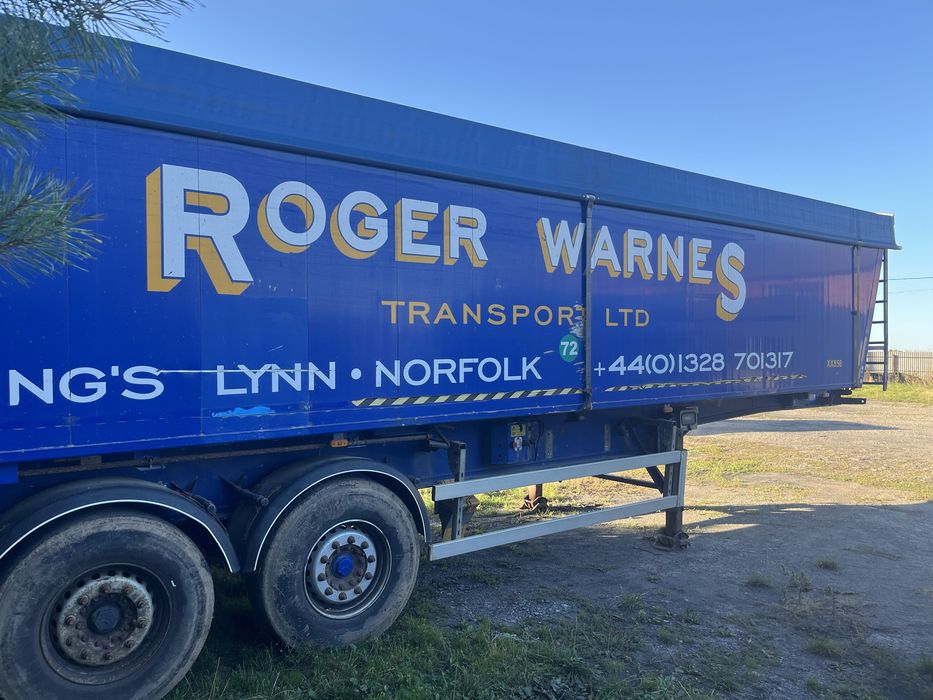 ROGER WARNES
TRANSPORT LTD
72
NG'S LYNN • NORFOLK +44(0)1328 701317